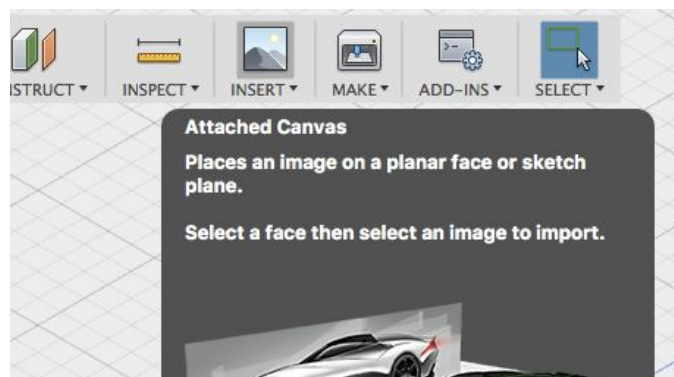 NSTRUCT ▾ INSPECT ▾ INSERT ▾ MAKE ▾ ADD-INS ▾ SELECT ▾
Attached Canvas
Places an image on a planar face or sketch
plane.
Select a face then select an image to import.